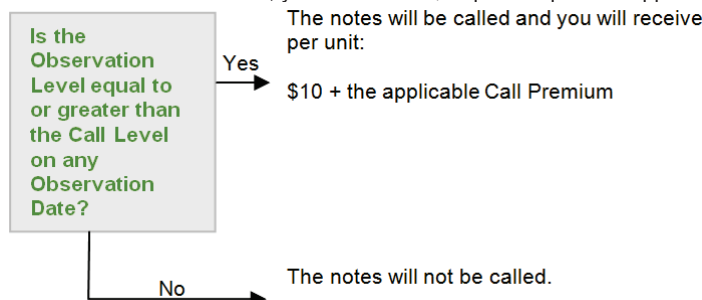 Is the
Observation
Level equal to
or greater than
the Call Level
on any
Observation
Date?
Yes
The notes will be called and you will receive
per unit:
$10 + the applicable Call Premium
No
The notes will not be called.